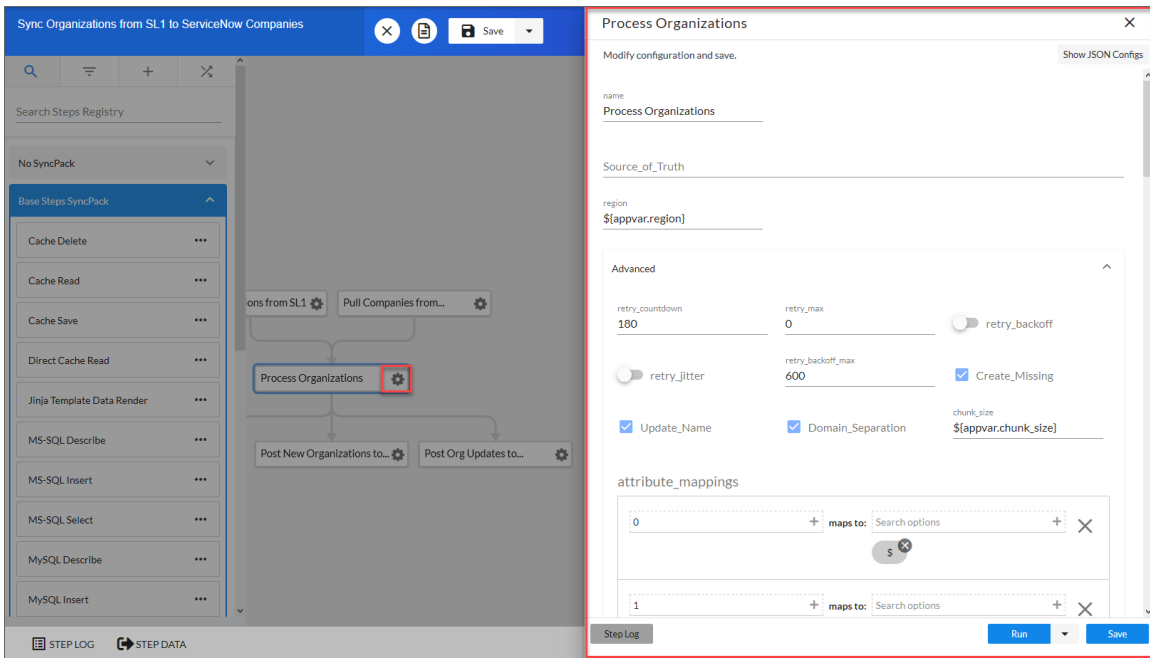 Sync Organizations from SL1 to ServiceNow Companies
Save
Search Steps Registry
No SyncPack
Base Steps SyncPack
Cache Delete
Cache Read
Cache Save
Direct Cache Read
Jinja Template Data Render
MS-SQL Describe
MS-SQL Insert
MS-SQL Select
MySQL Describe
MySQL Insert
ons from SL1
Pull Companies from...
Process Organizations
Post New Organizations to...
Post Org Updates to...
STEP LOG
STEP DATA
Process Organizations
Modify configuration and save.
Show JSON Configs
name
Process Organizations
Source_of_Truth
region
${appvar.region}
Advanced
retry_countdown
180
retry_max
0
retry_backoff
retry_jitter
retry_backoff_max
600
Create_Missing
Update_Name
Domain_Separation
chunk_size
${appvar.chunk_size}
attribute_mappings
0 + maps to: Search options +
$
1 + maps to: Search options +
Step Log
Run
Save